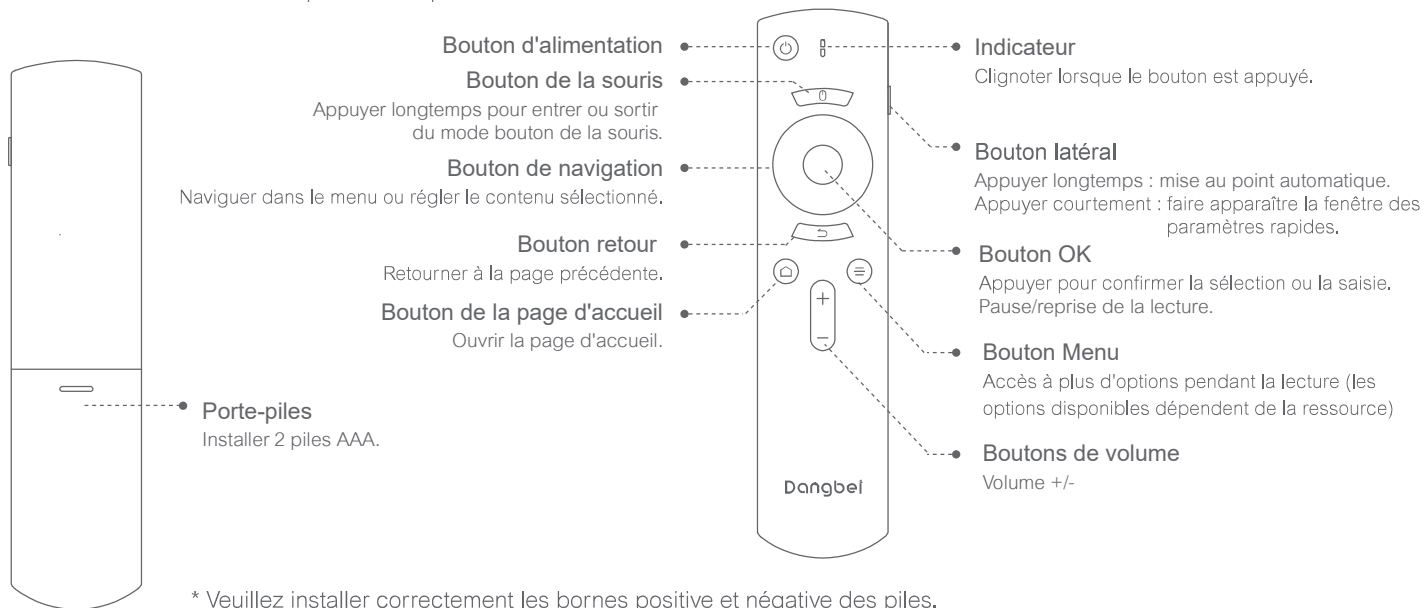 Bouton d'alimentation
Bouton de la souris
Appuyer longtemps pour entrer ou sortir
du mode bouton de la souris.
Bouton de navigation
Naviguer dans le menu ou régler le contenu sélectionné.
Bouton retour
Retourner à la page précédente.
Bouton de la page d'accueil
Ouvrir la page d'accueil.
Porte-piles
Installer 2 piles AAA.
Dangbei
Indicateur
Clignoter lorsque le bouton est appuyé.
Bouton latéral
Appuyer longtemps : mise au point automatique.
Appuyer courtement : faire apparaître la fenêtre des
paramètres rapides.
Bouton OK
Appuyer pour confirmer la sélection ou la saisie.
Pause/reprise de la lecture.
Bouton Menu
Accès à plus d'options pendant la lecture (les
options disponibles dépendent de la ressource)
Boutons de volume
Volume +/-
* Veuillez installer correctement les bornes positive et négative des piles.